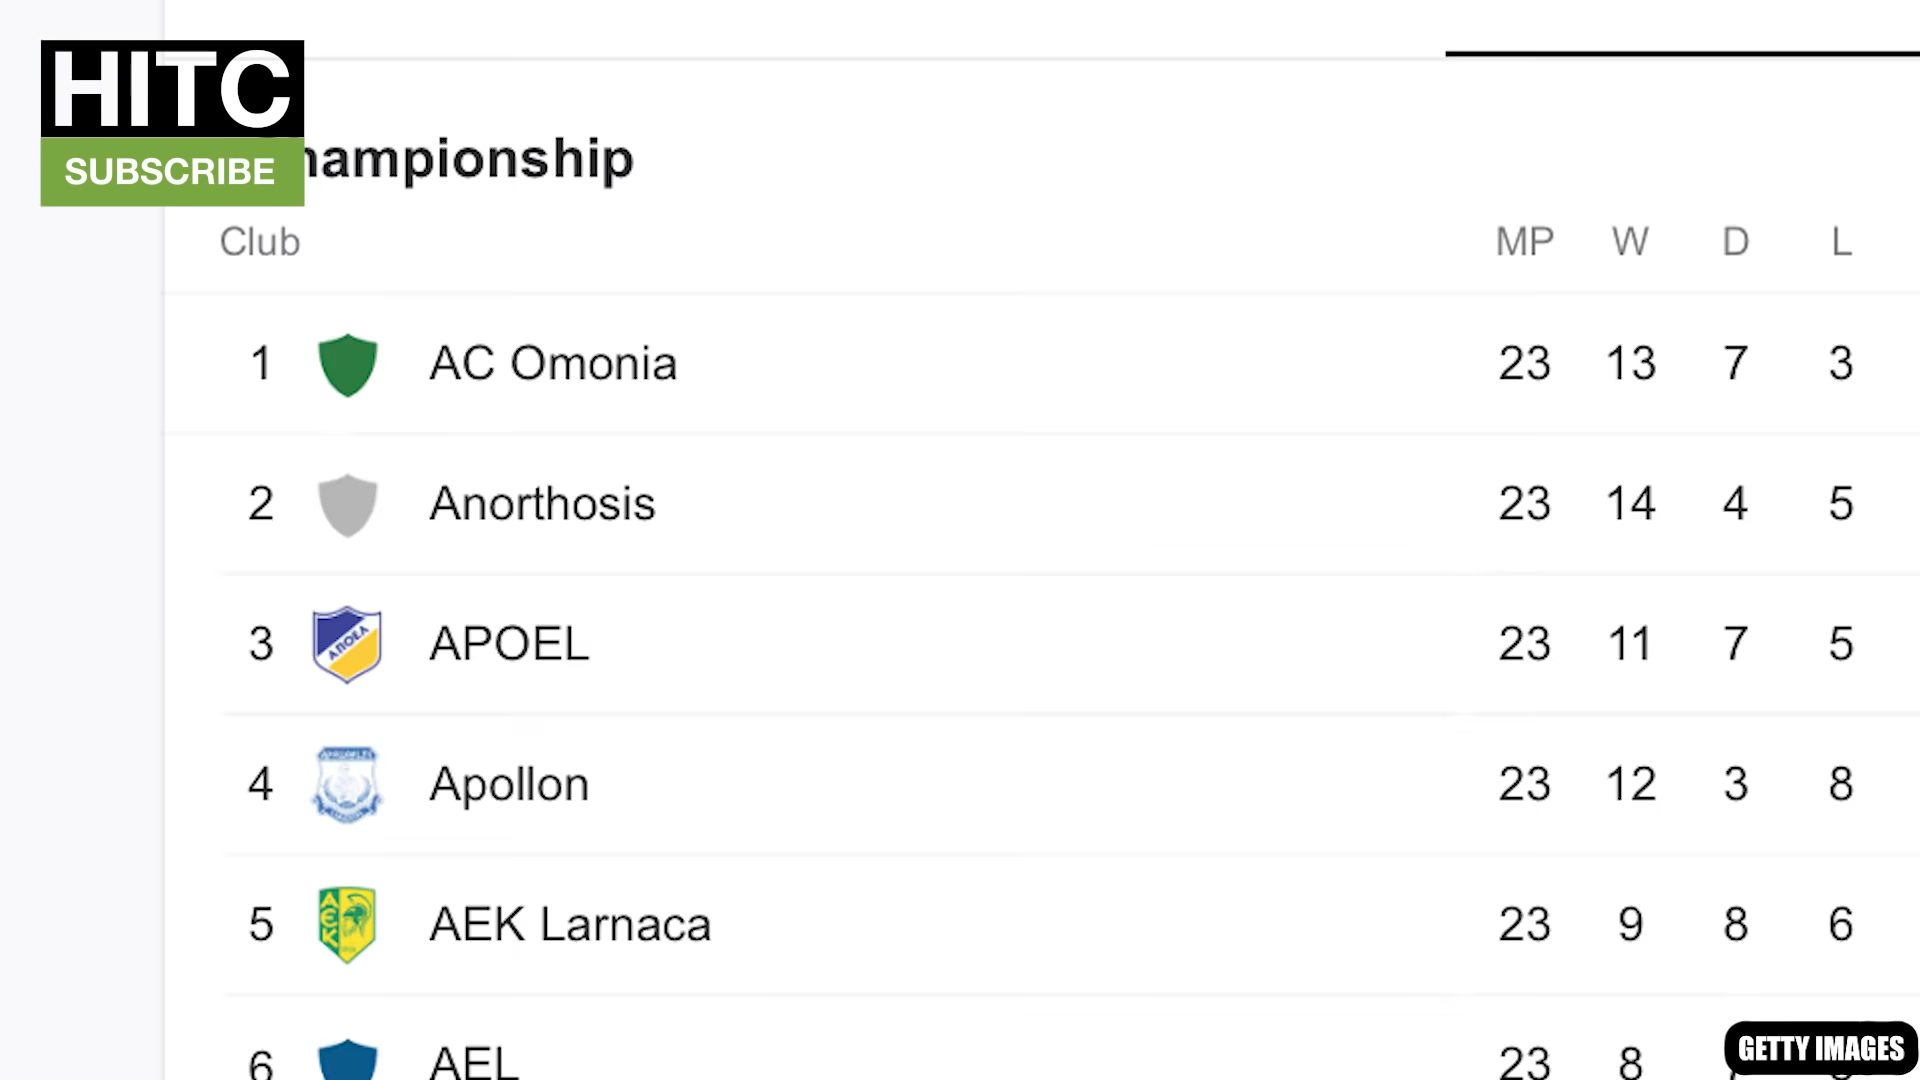 HITC
SUBSCRIBE
hampionship
Club MP W D L
1 AC Omonia 23 13 7 3
2 Anorthosis 23 14 4 5
3 ΑΠΟΕΛ APOEL 23 11 7 5
4 Apollon 23 12 3 8
5 ΑΕΚ AEK Larnaca 23 9 8 6
6 AEL 23 8
GETTY IMAGES